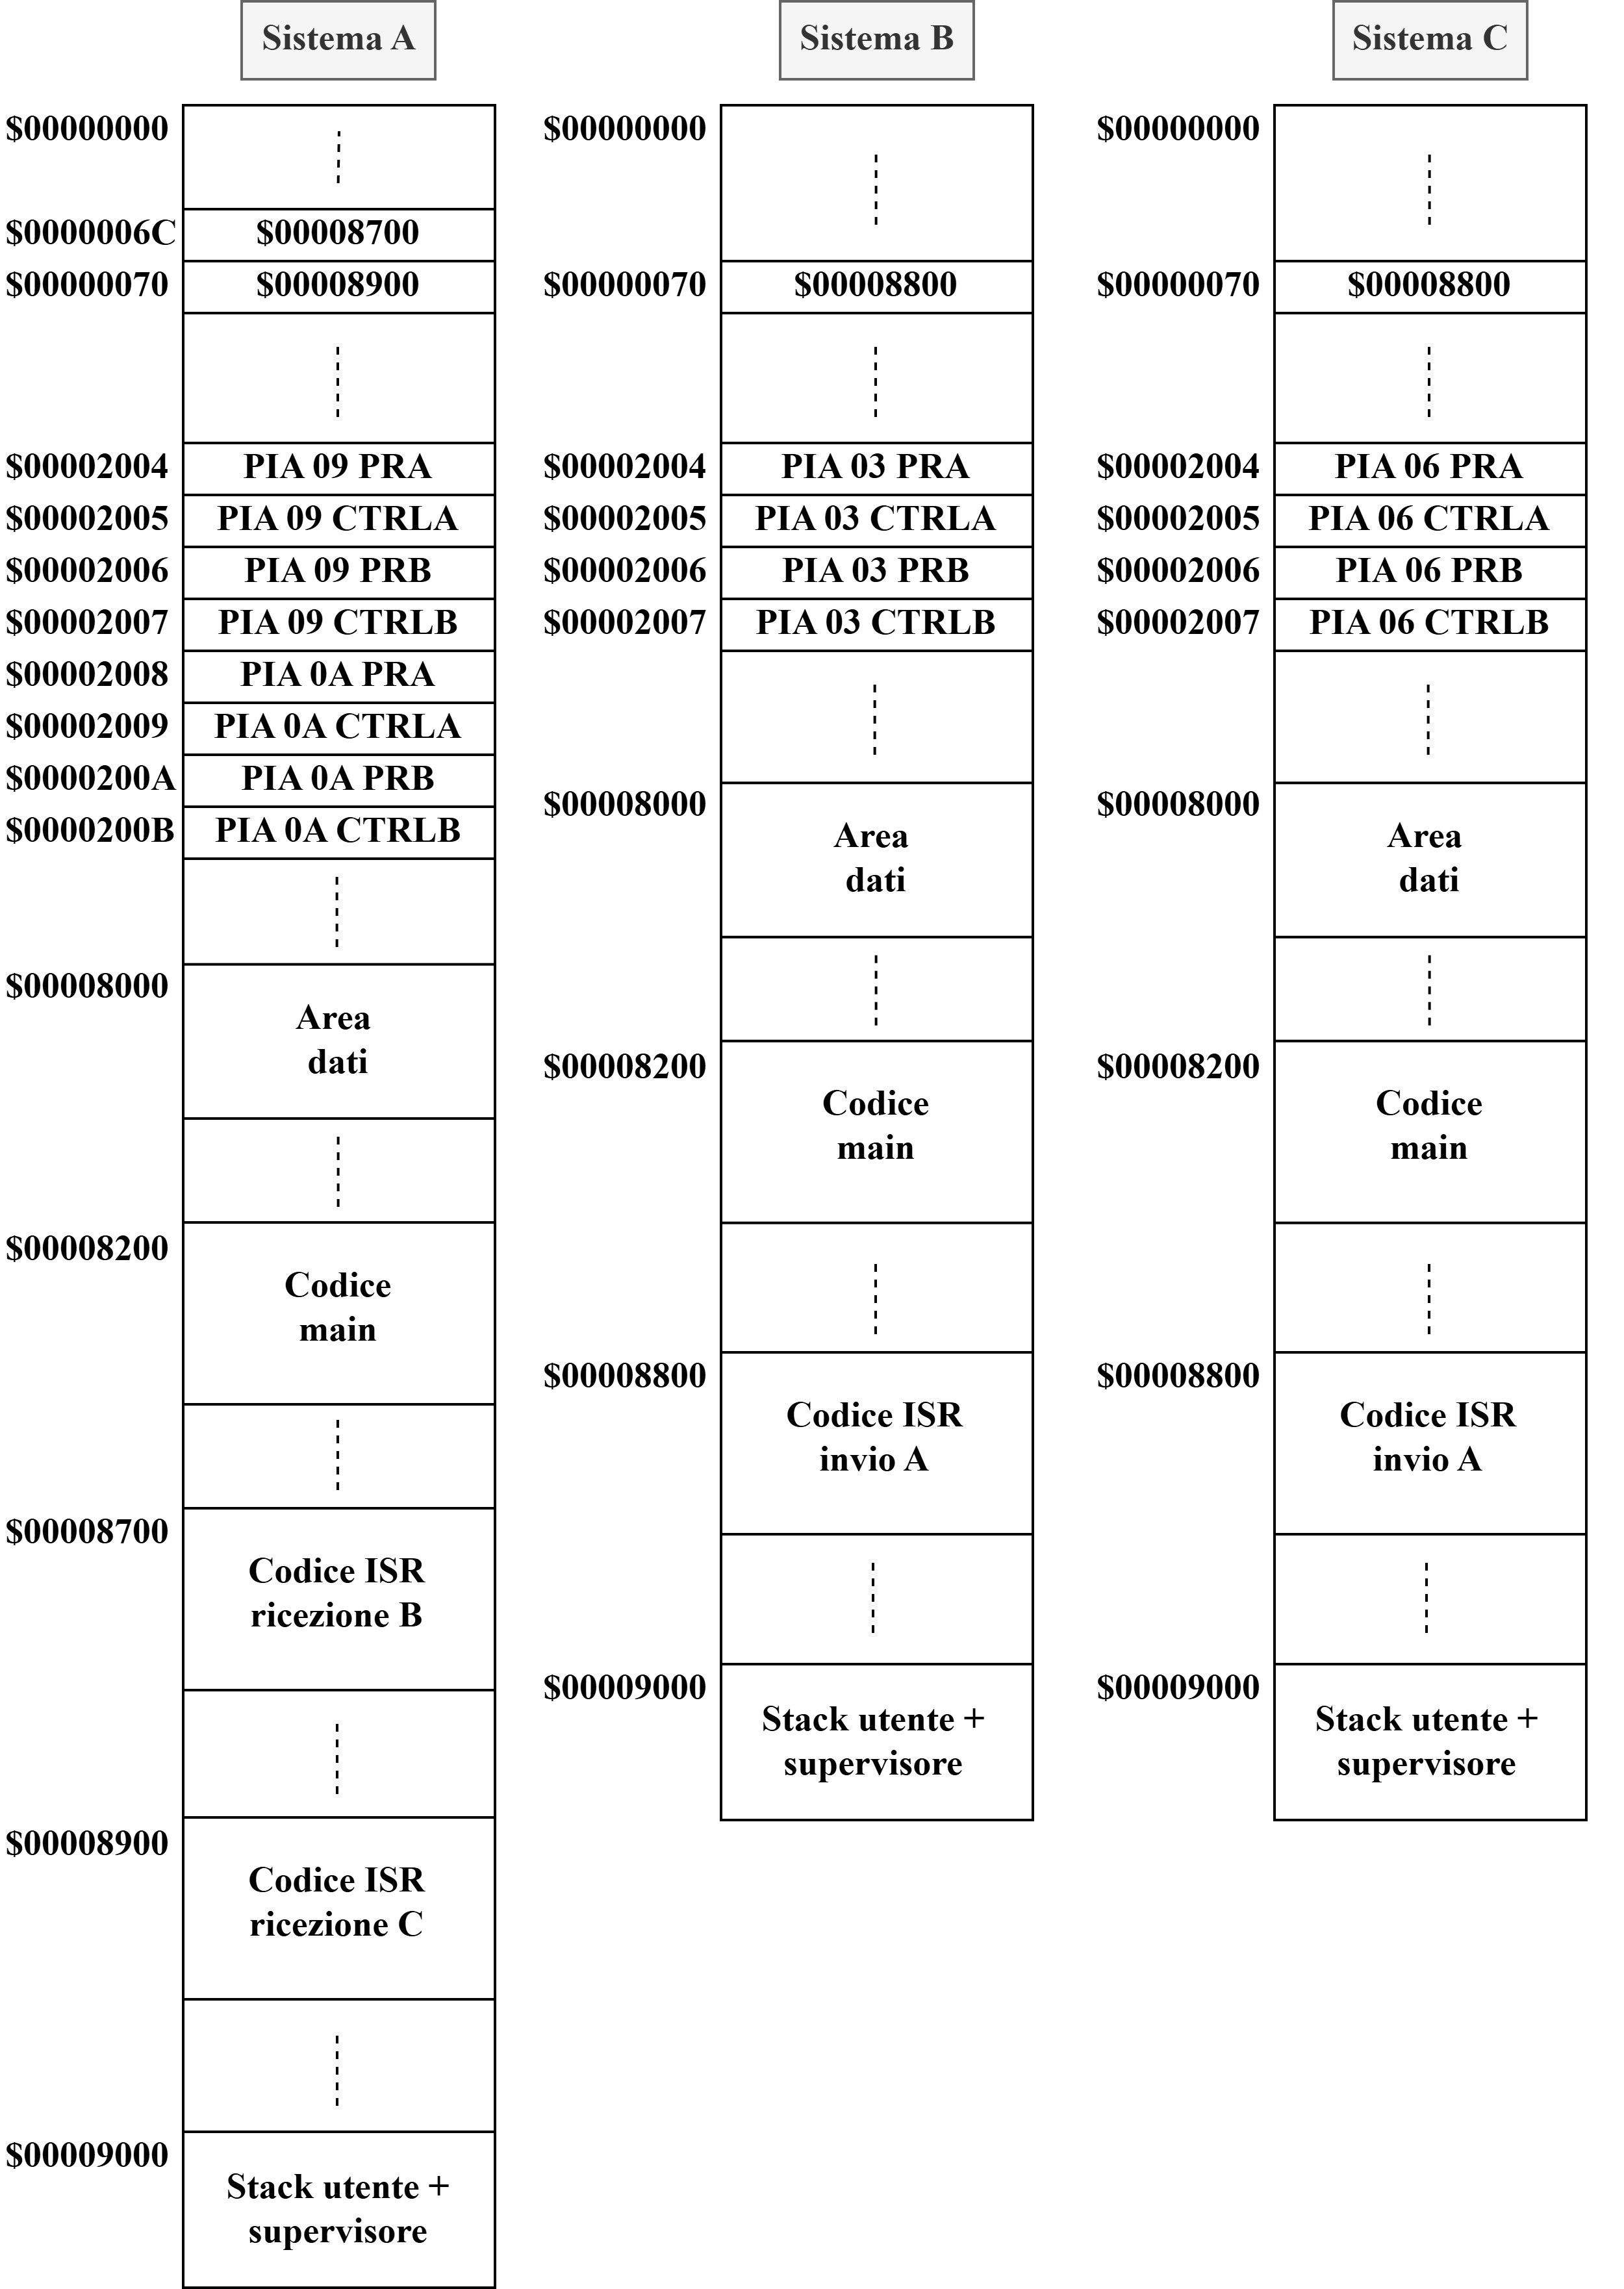 Sistema A
$00000000
$0000006C $00008700
$00000070 $00008900
$00002004 PIA 09 PRA
$00002005 PIA 09 CTRLA
$00002006 PIA 09 PRB
$00002007 PIA 09 CTRLB
$00002008 PIA 0A PRA
$00002009 PIA 0A CTRLA
$0000200A PIA 0A PRB
$0000200B PIA 0A CTRLB
$00008000
Area
dati
$00008200
Codice
main
$00008700
Codice ISR
ricezione B
$00008900
Codice ISR
ricezione C
$00009000
Stack utente +
supervisore
Sistema B
$00000000
$00000070 $00008800
$00002004 PIA 03 PRA
$00002005 PIA 03 CTRLA
$00002006 PIA 03 PRB
$00002007 PIA 03 CTRLB
$00008000
Area
dati
$00008200
Codice
main
$00008800
Codice ISR
invio A
$00009000
Stack utente +
supervisore
Sistema C
$00000000
$00000070 $00008800
$00002004 PIA 06 PRA
$00002005 PIA 06 CTRLA
$00002006 PIA 06 PRB
$00002007 PIA 06 CTRLB
$00008000
Area
dati
$00008200
Codice
main
$00008800
Codice ISR
invio A
$00009000
Stack utente +
supervisore